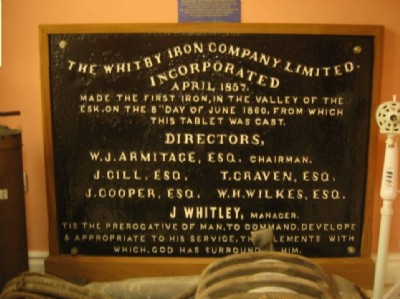 THE WHITBY IRON COMPANY LIMITED.
INCORPORATED
APRIL 1857.
MADE THE FIRST IRON, IN THE VALLEY OF THE
ESK, ON THE 8TH DAY OF JUNE 1860, FROM WHICH
THIS TABLET WAS CAST.
DIRECTORS,
W.J. ARMITAGE, ESQ. CHAIRMAN.
J. GILL, ESQ. T. CRAVEN, ESQ.
J. COOPER, ESQ. W.H. WILKES, ESQ.
J WHITLEY, MANAGER.
TIS THE PREROGATIVE OF MAN, TO COMMAND, DEVELOPE
& APPROPRIATE TO HIS SERVICE, THE ELEMENTS WITH
WHICH, GOD HAS SURROUND HIM.